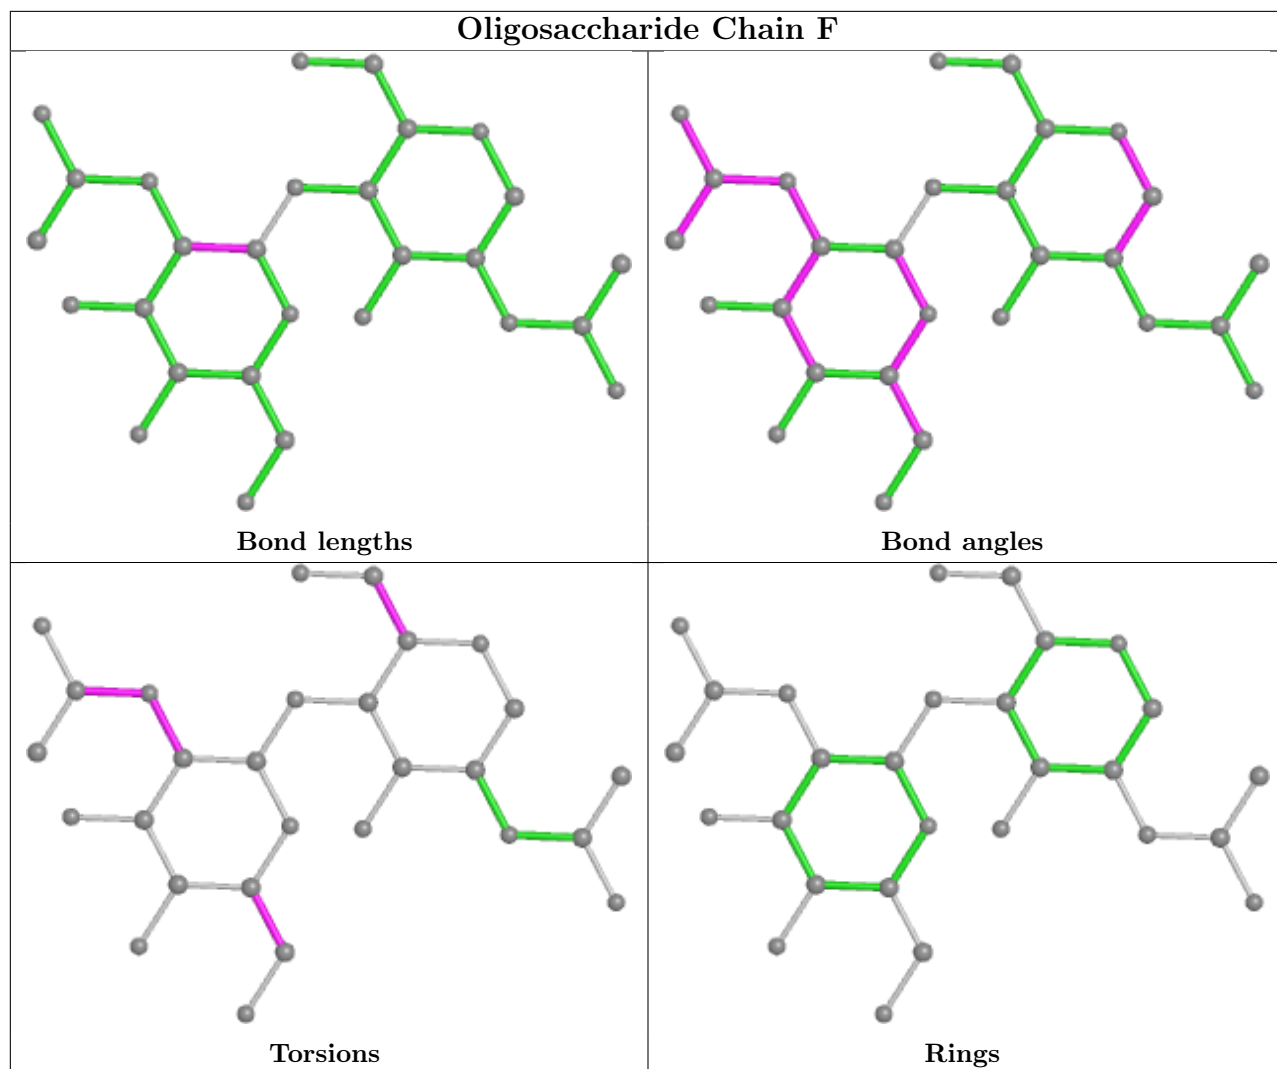 Oligosaccharide Chain F
Bond lengths
Bond angles
Torsions
Rings